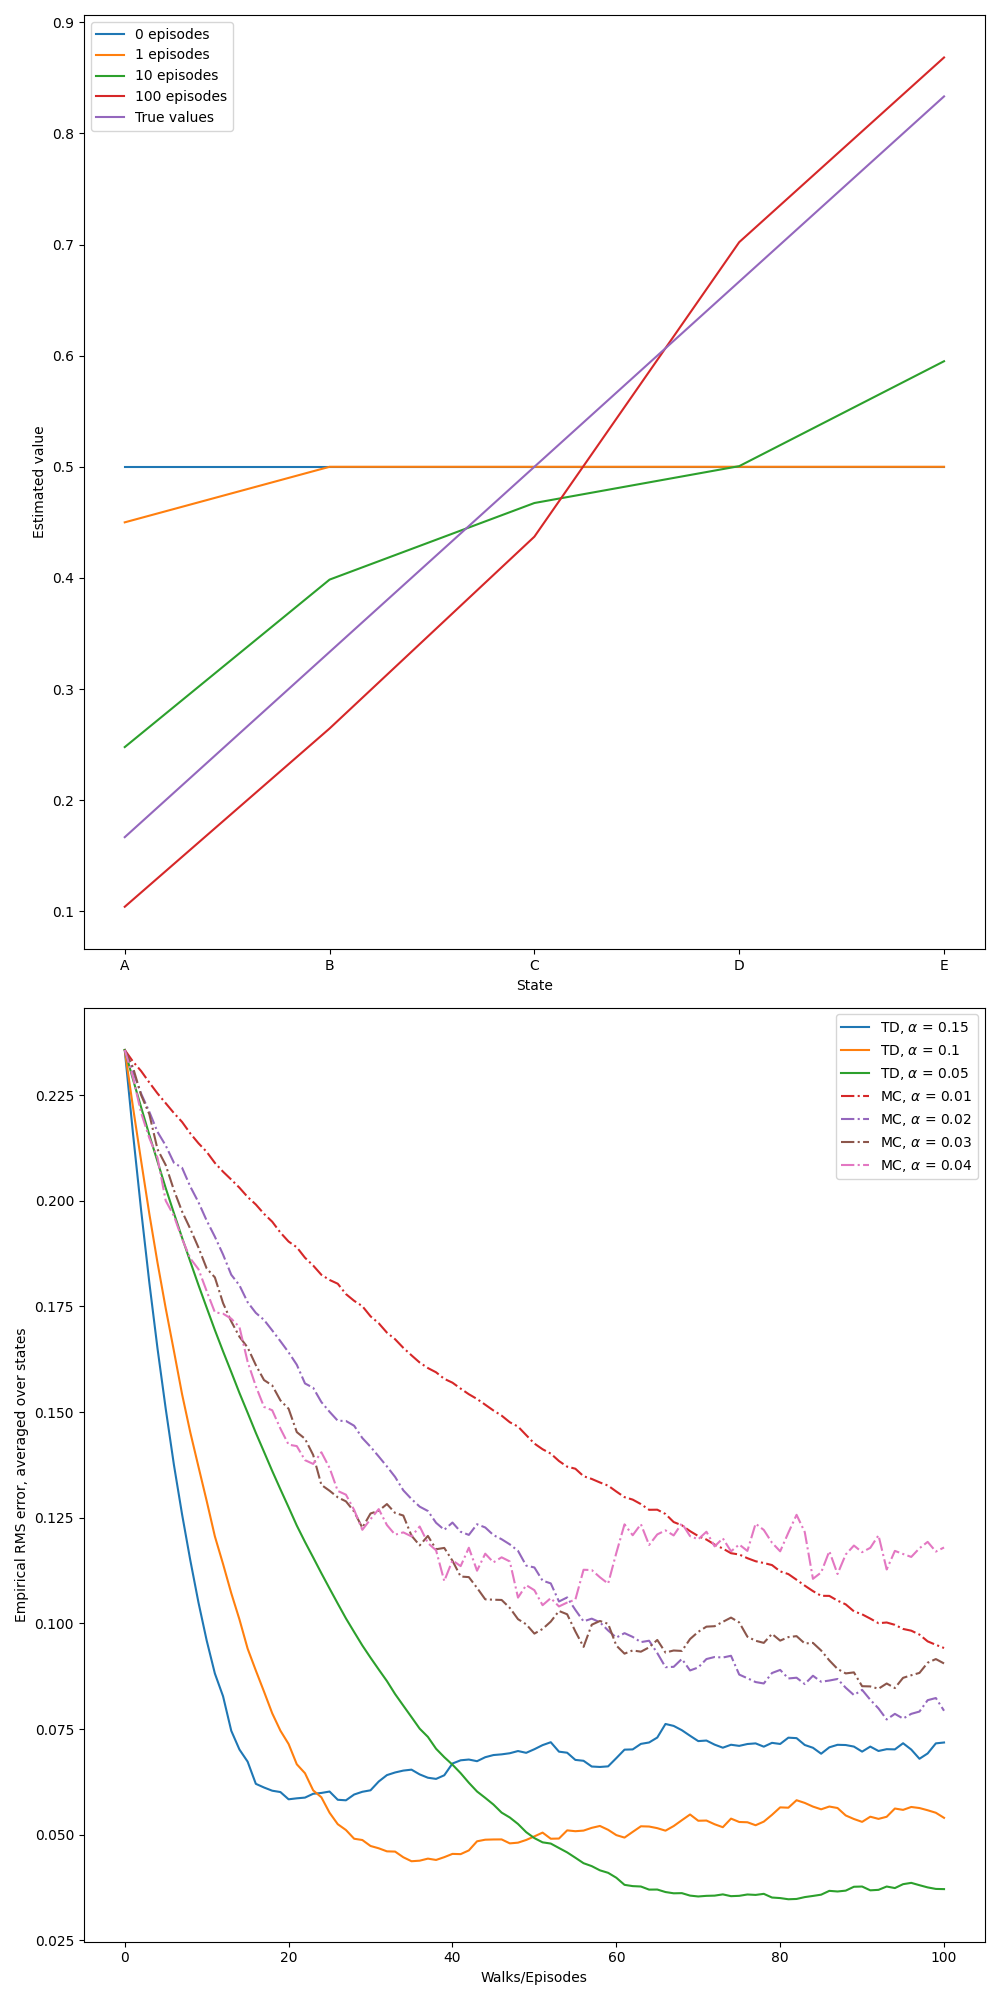 0.9
0.8
0.7
0.6
0.5
0.4
0.3
0.2
0.1
Estimated value
0 episodes
1 episodes
10 episodes
100 episodes
True values
A B C D E
State
0.225
0.200
0.175
0.150
0.125
0.100
0.075
0.050
0.025
Empirical RMS error, averaged over states
TD, α = 0.15
TD, α = 0.1
TD, α = 0.05
MC, α = 0.01
MC, α = 0.02
MC, α = 0.03
MC, α = 0.04
0 20 40 60 80 100
Walks/Episodes